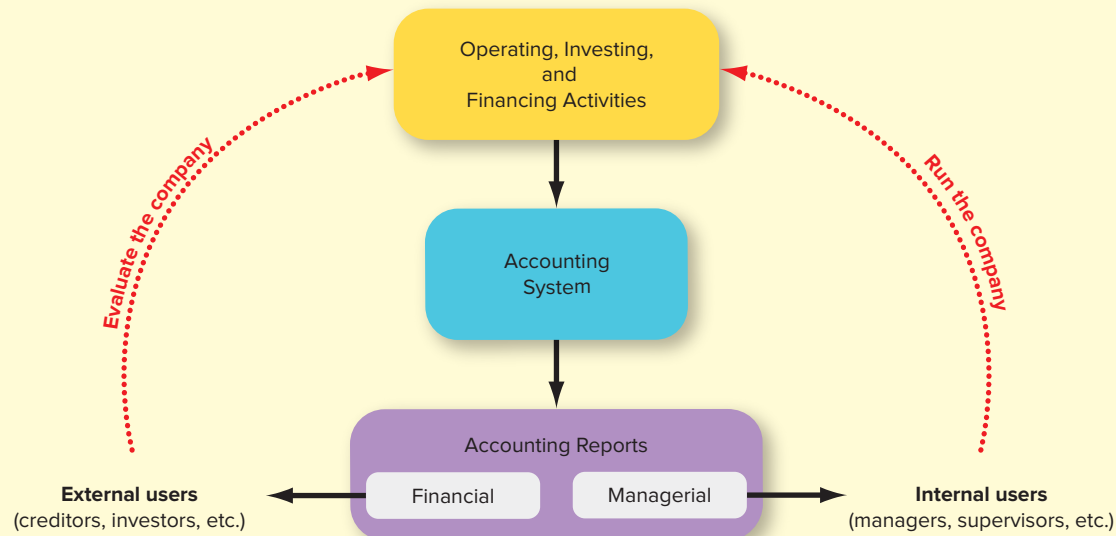 Operating, Investing,
and
Financing Activities
Evaluate the company
Run the company
Accounting
System
Accounting Reports
Financial
Managerial
External users
(creditors, investors, etc.)
Internal users
(managers, supervisors, etc.)